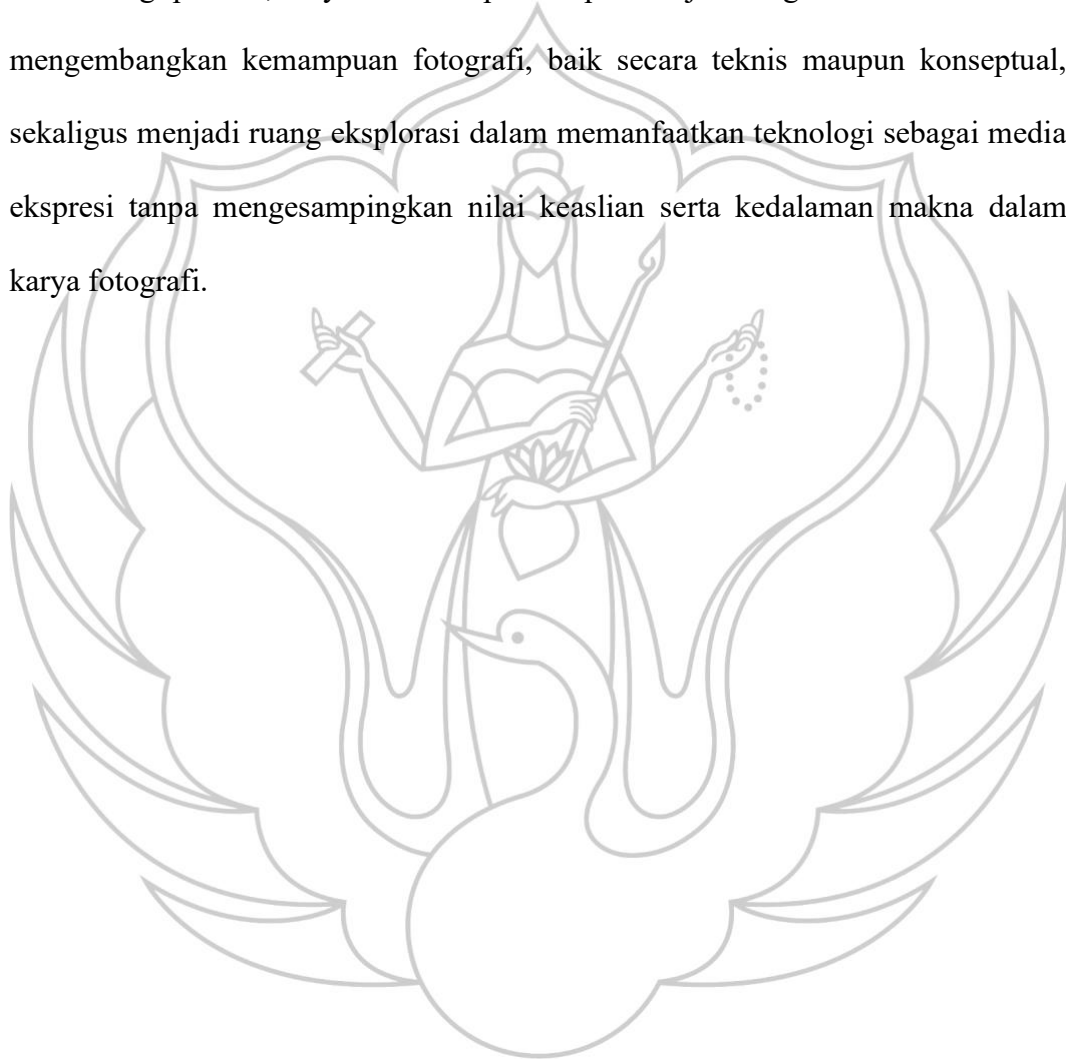 mengembangkan kemampuan fotografi, baik secara teknis maupun konseptual,
sekaligus menjadi ruang eksplorasi dalam memanfaatkan teknologi sebagai media
ekspresi tanpa mengesampingkan nilai keaslian serta kedalaman makna dalam
karya fotografi.